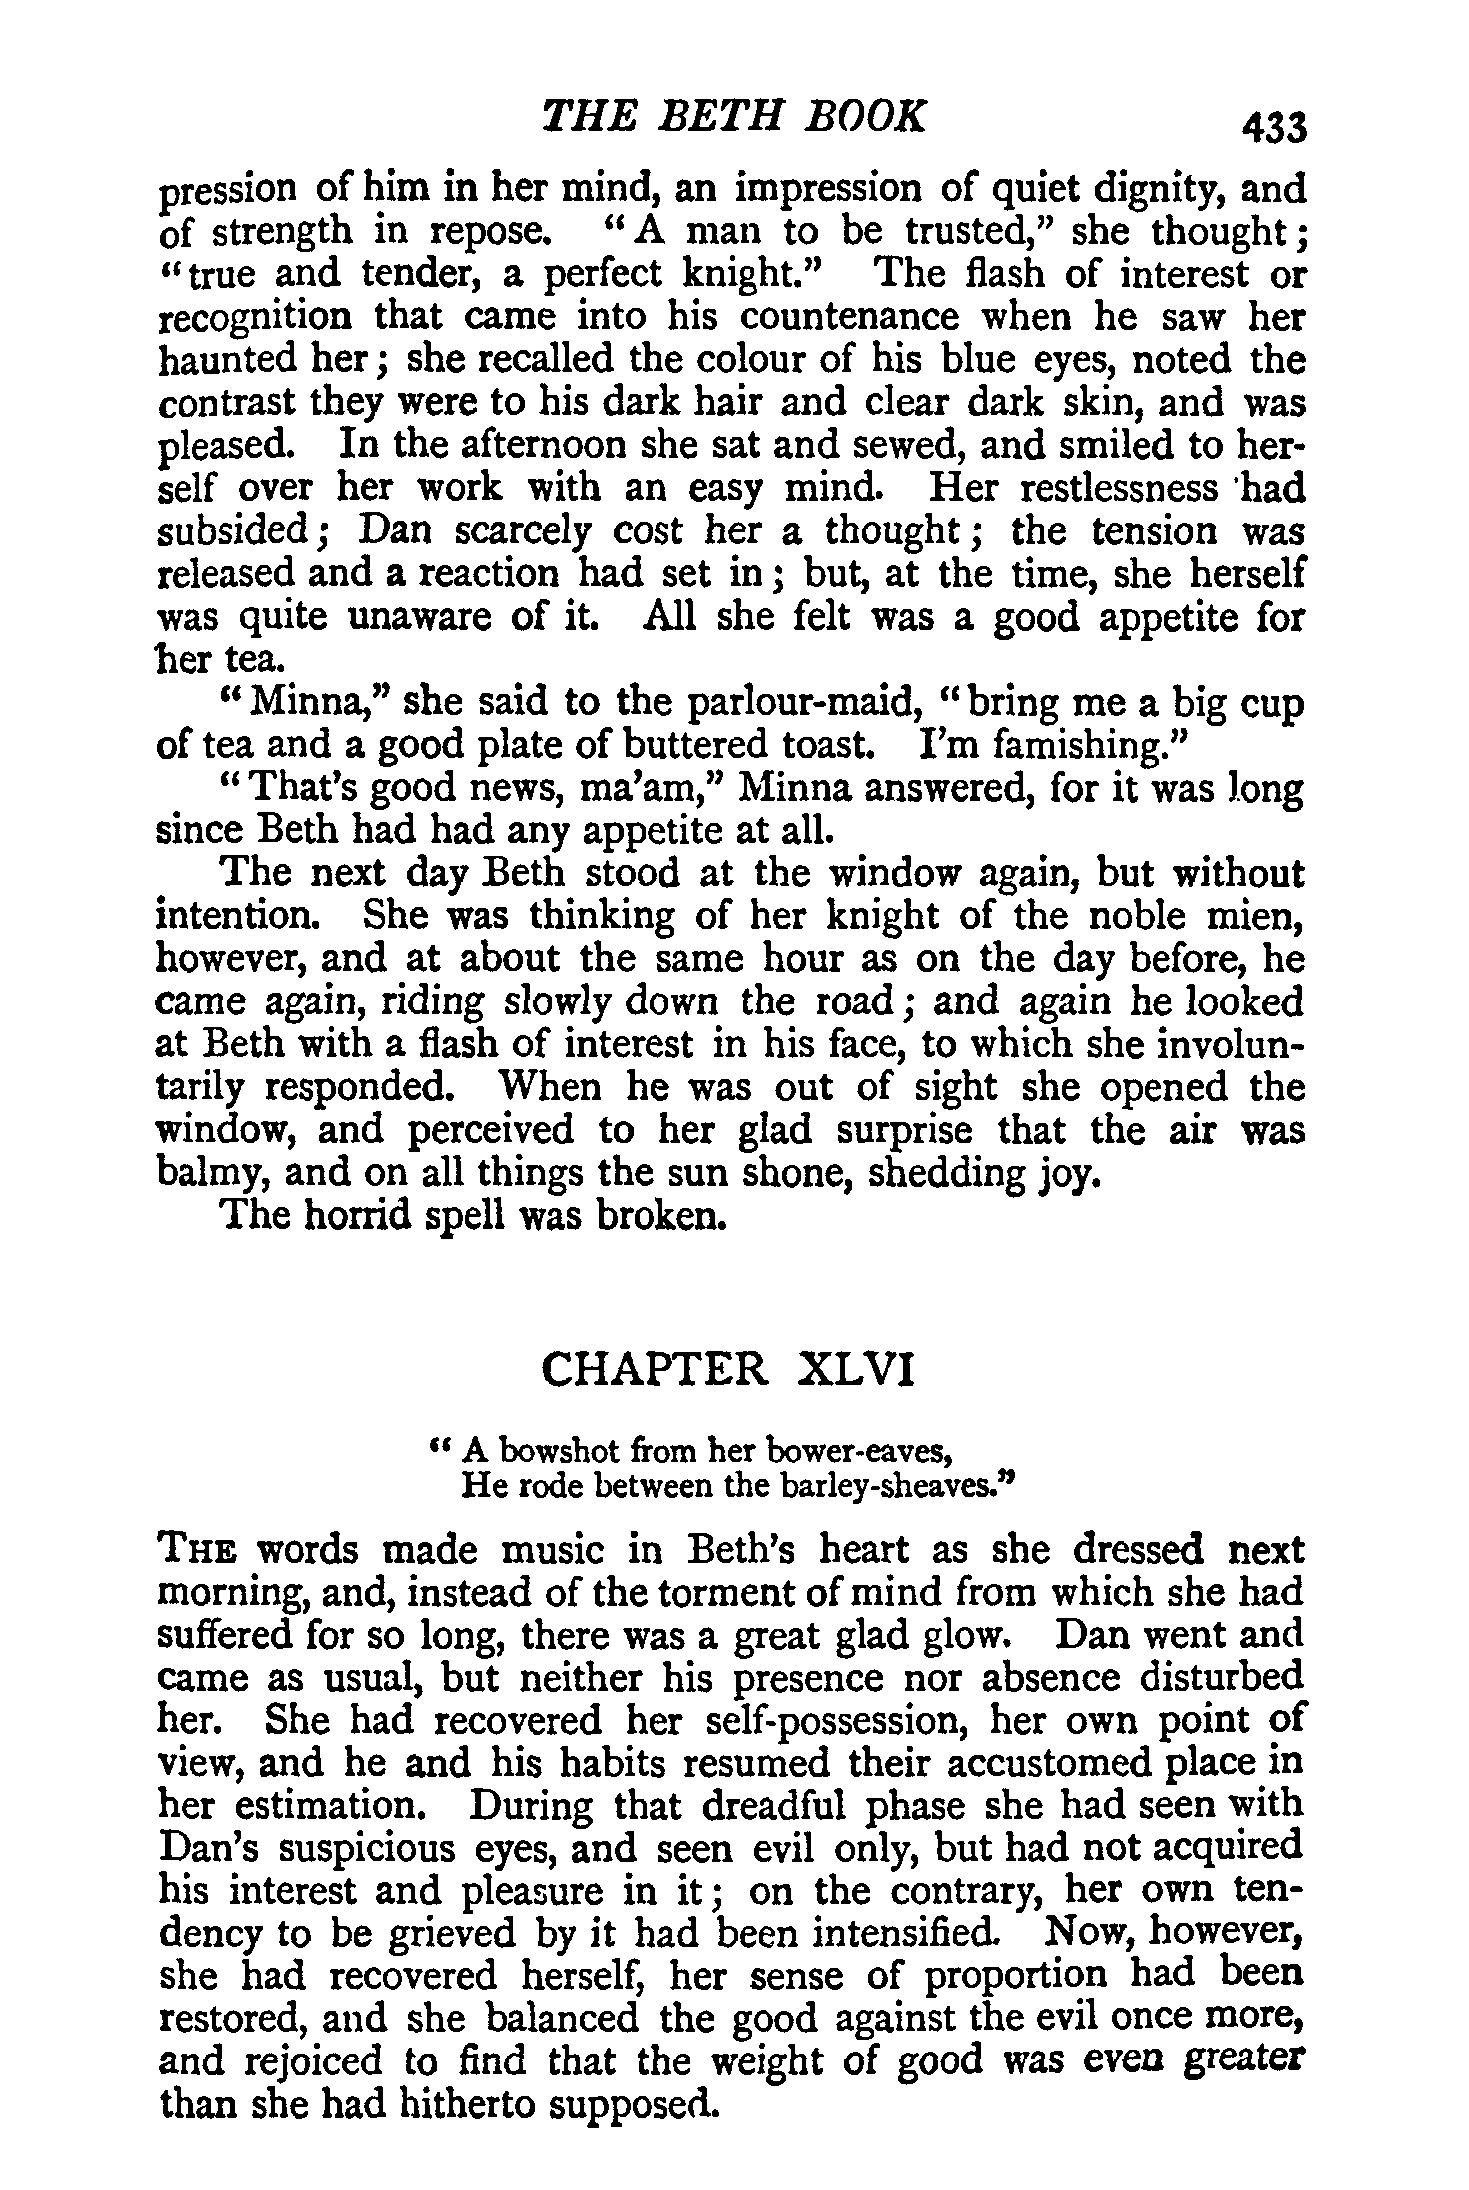 THE BETH BOOK 433
pression of him in her mind, an impression of quiet dignity, and
of strength in repose. “A man to be trusted,” she thought;
“true and tender, a perfect knight.” The flash of interest or
recognition that came into his countenance when he saw her
haunted her; she recalled the colour of his blue eyes, noted the
contrast they were to his dark hair and clear dark skin, and was
pleased. In the afternoon she sat and sewed, and smiled to her-
self over her work with an easy mind. Her restlessness had
subsided; Dan scarcely cost her a thought; the tension was
released and a reaction had set in; but, at the time, she herself
was quite unaware of it. All she felt was a good appetite for
her tea.
“Minna,” she said to the parlour-maid, “bring me a big cup
of tea and a good plate of buttered toast. I’m famishing.”
“That’s good news, ma’am,” Minna answered, for it was long
since Beth had had any appetite at all.
The next day Beth stood at the window again, but without
intention. She was thinking of her knight of the noble mien,
however, and at about the same hour as on the day before, he
came again, riding slowly down the road; and again he looked
at Beth with a flash of interest in his face, to which she involun-
tarily responded. When he was out of sight she opened the
window, and perceived to her glad surprise that the air was
balmy, and on all things the sun shone, shedding joy.
The horrid spell was broken.
CHAPTER XLVI
“A bowshot from her bower-eaves,
He rode between the barley-sheaves.”
THE words made music in Beth’s heart as she dressed next
morning, and, instead of the torment of mind from which she had
suffered for so long, there was a great glad glow. Dan went and
came as usual, but neither his presence nor absence disturbed
her. She had recovered her self-possession, her own point of
view, and he and his habits resumed their accustomed place in
her estimation. During that dreadful phase she had seen with
Dan’s suspicious eyes, and seen evil only, but had not acquired
his interest and pleasure in it; on the contrary, her own ten-
dency to be grieved by it had been intensified. Now, however,
she had recovered herself, her sense of proportion had been
restored, and she balanced the good against the evil once more,
and rejoiced to find that the weight of good was even greater
than she had hitherto supposed.